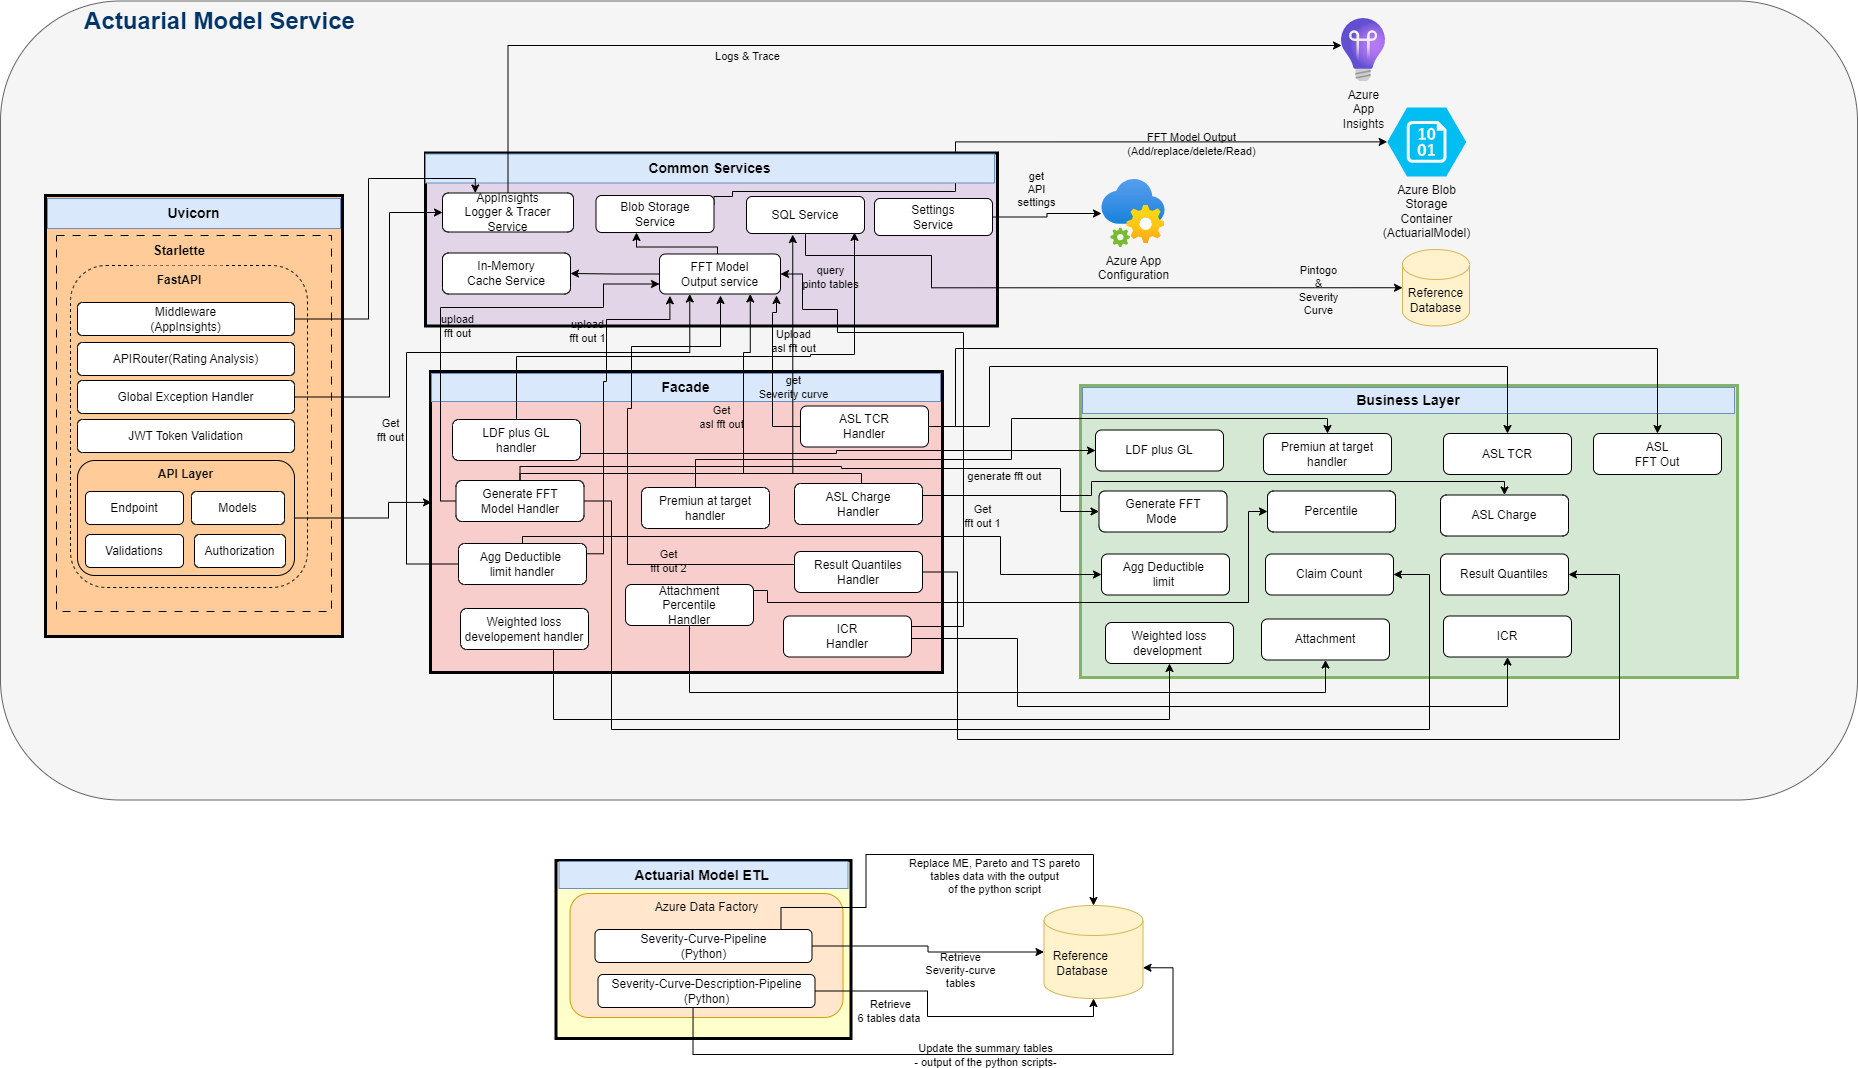 Actuarial Model Service
Logs & Trace
Azure
App
Insights
FFT Model Output
(Add/replace/delete/Read)
Azure Blob
Storage
Container
(ActuarialModel)
get
API
settings
Azure App
Configuration
Pintogo
&
Severity
Curve
Reference
Database
Common Services
AppInsights
Logger & Tracer
Service
Blob Storage
Service
SQL Service
Settings
Service
In-Memory
Cache Service
FFT Model
Output service
query
pinto tables
upload
fft out
upload
fft out 1
Upload
asl fft out
Uvicorn
Starlette
FastAPI
Middleware
(AppInsights)
APIRouter(Rating Analysis)
Global Exception Handler
JWT Token Validation
API Layer
Endpoint
Models
Validations
Authorization
Get
fft out
Facade
get
Severity curve
Get
asl fft out
LDF plus GL
handler
ASL TCR
Handler
Generate FFT
Model Handler
Premiun at target
handler
ASL Charge
Handler
Agg Deductible
limit handler
Get
fft out 2
Result Quantiles
Handler
Attachment
Percentile
Handler
Weighted loss
developement handler
ICR
Handler
generate fft out
Get
fft out 1
Business Layer
LDF plus GL
Premiun at target
handler
ASL TCR
ASL
FFT Out
Generate FFT
Mode
Percentile
ASL Charge
Agg Deductible
limit
Claim Count
Result Quantiles
Weighted loss
development
Attachment
ICR
Actuarial Model ETL
Azure Data Factory
Severity-Curve-Pipeline
(Python)
Severity-Curve-Description-Pipeline
(Python)
Replace ME, Pareto and TS pareto
tables data with the output
of the python script
Retrieve
Severity-curve
tables
Retrieve
6 tables data
Reference
Database
Update the summary tables
- output of the python scripts-